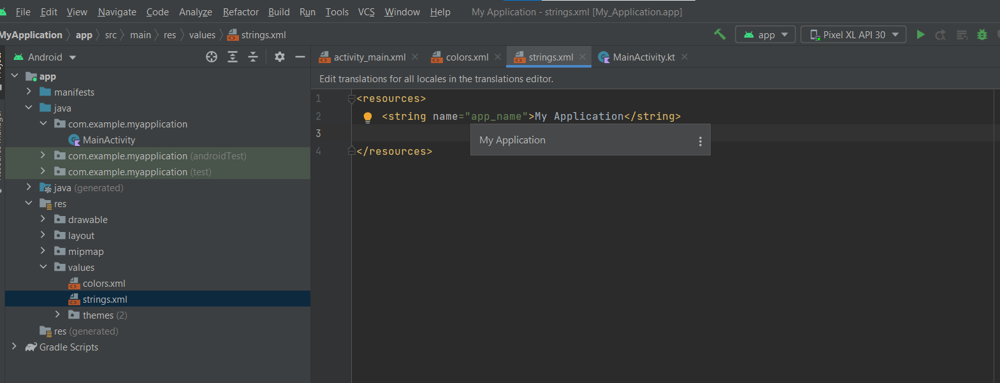 File Edit View Navigate Code Analyze Refactor Build Run Tools VCS Window Help My Application - strings.xml [My_Application.app]
MyApplication app src main res values strings.xml app Pixel XL API 30
Android activity_main.xml colors.xml strings.xml MainActivity.kt
Edit translations for all locales in the translations editor.
app
manifests
java
com.example.myapplication
MainActivity
com.example.myapplication (androidTest)
com.example.myapplication (test)
java (generated)
res
drawable
layout
mipmap
values
colors.xml
strings.xml
themes (2)
res (generated)
Gradle Scripts
1 <resources>
2 <string name="app_name">My Application</string>
3
4 </resources>
My Application